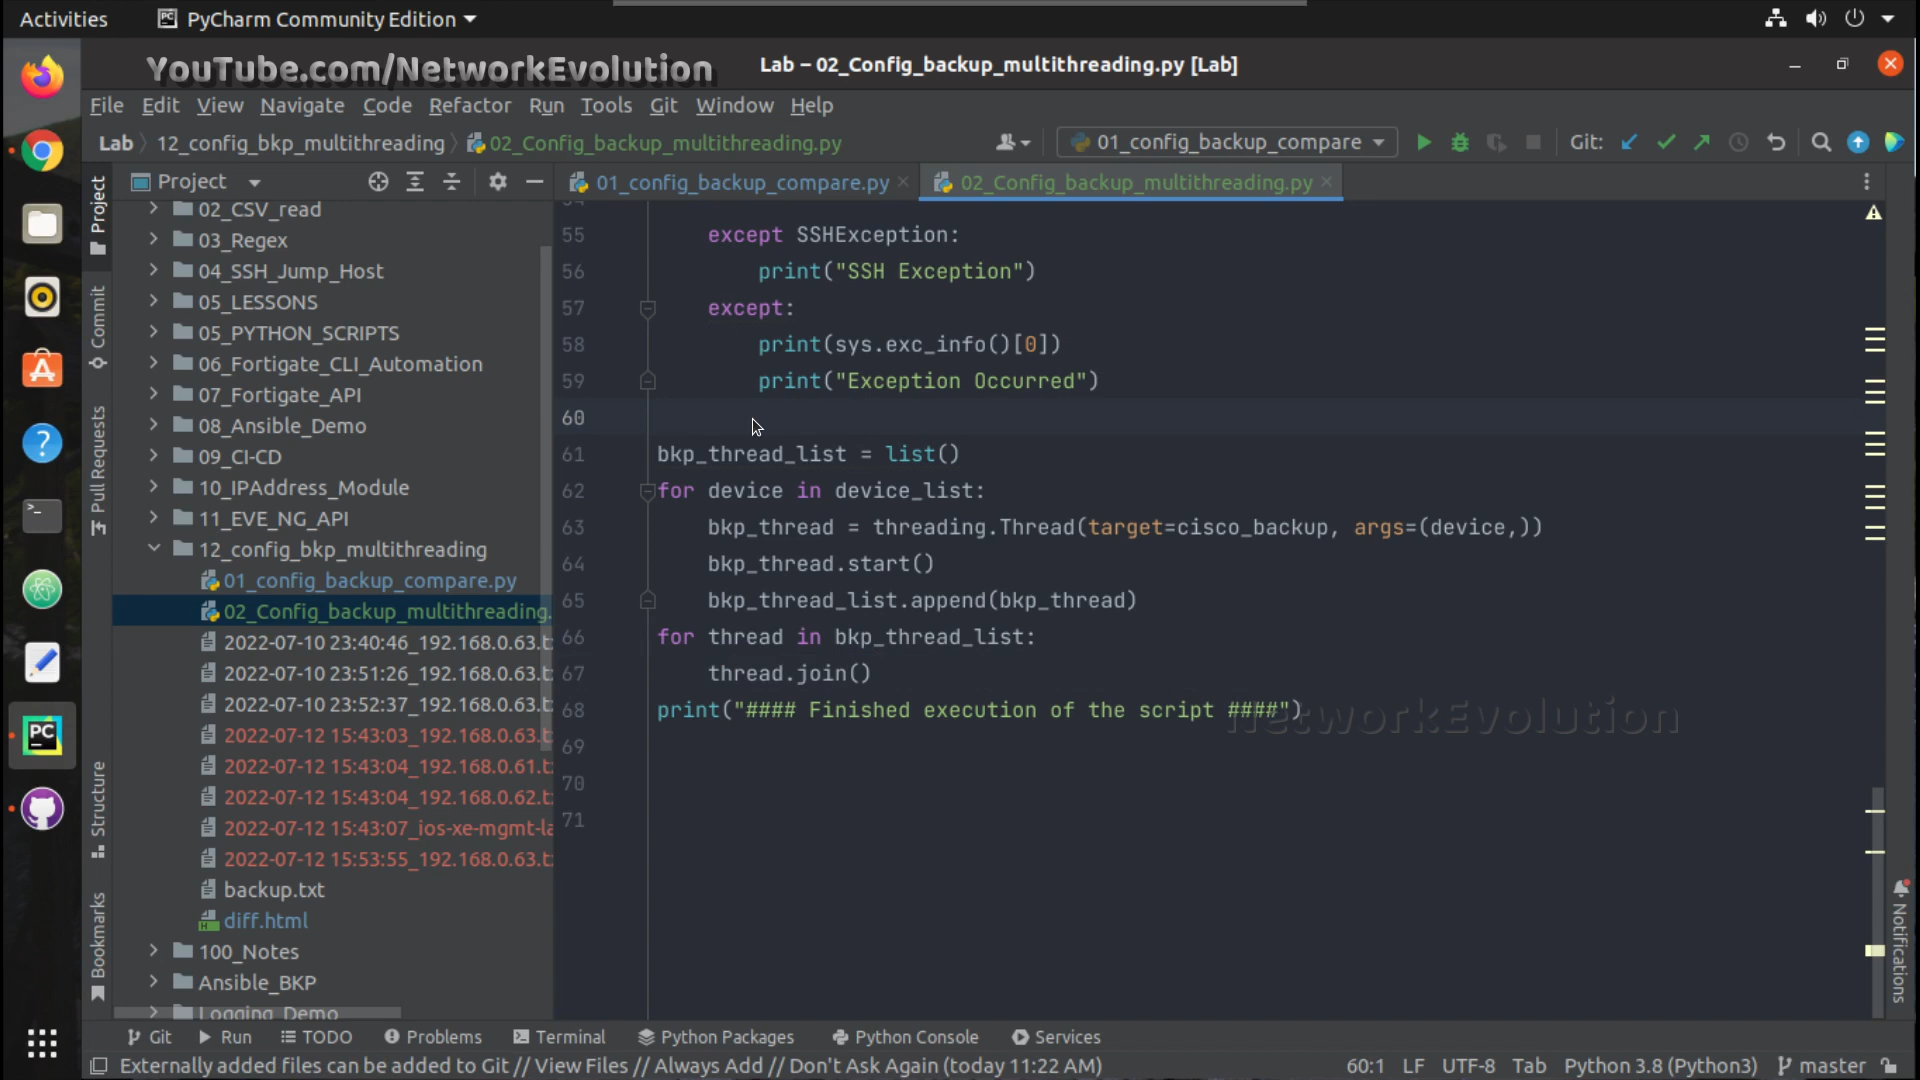 Activities
PyCharm Community Edition
YouTube.com/NetworkEvolution
Lab – 02_Config_backup_multithreading.py [Lab]
File Edit View Navigate Code Refactor Run Tools Git Window Help
Lab 12_config_bkp_multithreading 02_Config_backup_multithreading.py
01_config_backup_compare
Git:
Project
01_config_backup_compare.py
02_Config_backup_multithreading.py
Project
Commit
Pull Requests
Structure
Bookmarks
02_CSV_read
03_Regex
04_SSH_Jump_Host
05_LESSONS
05_PYTHON_SCRIPTS
06_Fortigate_CLI_Automation
07_Fortigate_API
08_Ansible_Demo
09_CI-CD
10_IPAddress_Module
11_EVE_NG_API
12_config_bkp_multithreading
01_config_backup_compare.py
02_Config_backup_multithreading.
2022-07-10 23:40:46_192.168.0.63.t
2022-07-10 23:51:26_192.168.0.63.t
2022-07-10 23:52:37_192.168.0.63.t
2022-07-12 15:43:03_192.168.0.63.t
2022-07-12 15:43:04_192.168.0.61.t
2022-07-12 15:43:04_192.168.0.62.t
2022-07-12 15:43:07_ios-xe-mgmt-la
2022-07-12 15:53:55_192.168.0.63.t
backup.txt
diff.html
100_Notes
Ansible_BKP
Logging_Demo
55 except SSHException:
56 print("SSH Exception")
57 except:
58 print(sys.exc_info()[0])
59 print("Exception Occurred")
60
61 bkp_thread_list = list()
62 for device in device_list:
63 bkp_thread = threading.Thread(target=cisco_backup, args=(device,))
64 bkp_thread.start()
65 bkp_thread_list.append(bkp_thread)
66 for thread in bkp_thread_list:
67 thread.join()
68 print("#### Finished execution of the script ####")
69
70
71
NetworkEvolution
Notifications
Git Run TODO Problems Terminal Python Packages Python Console Services
Externally added files can be added to Git // View Files // Always Add // Don't Ask Again (today 11:22 AM)
60:1 LF UTF-8 Tab Python 3.8 (Python3) master